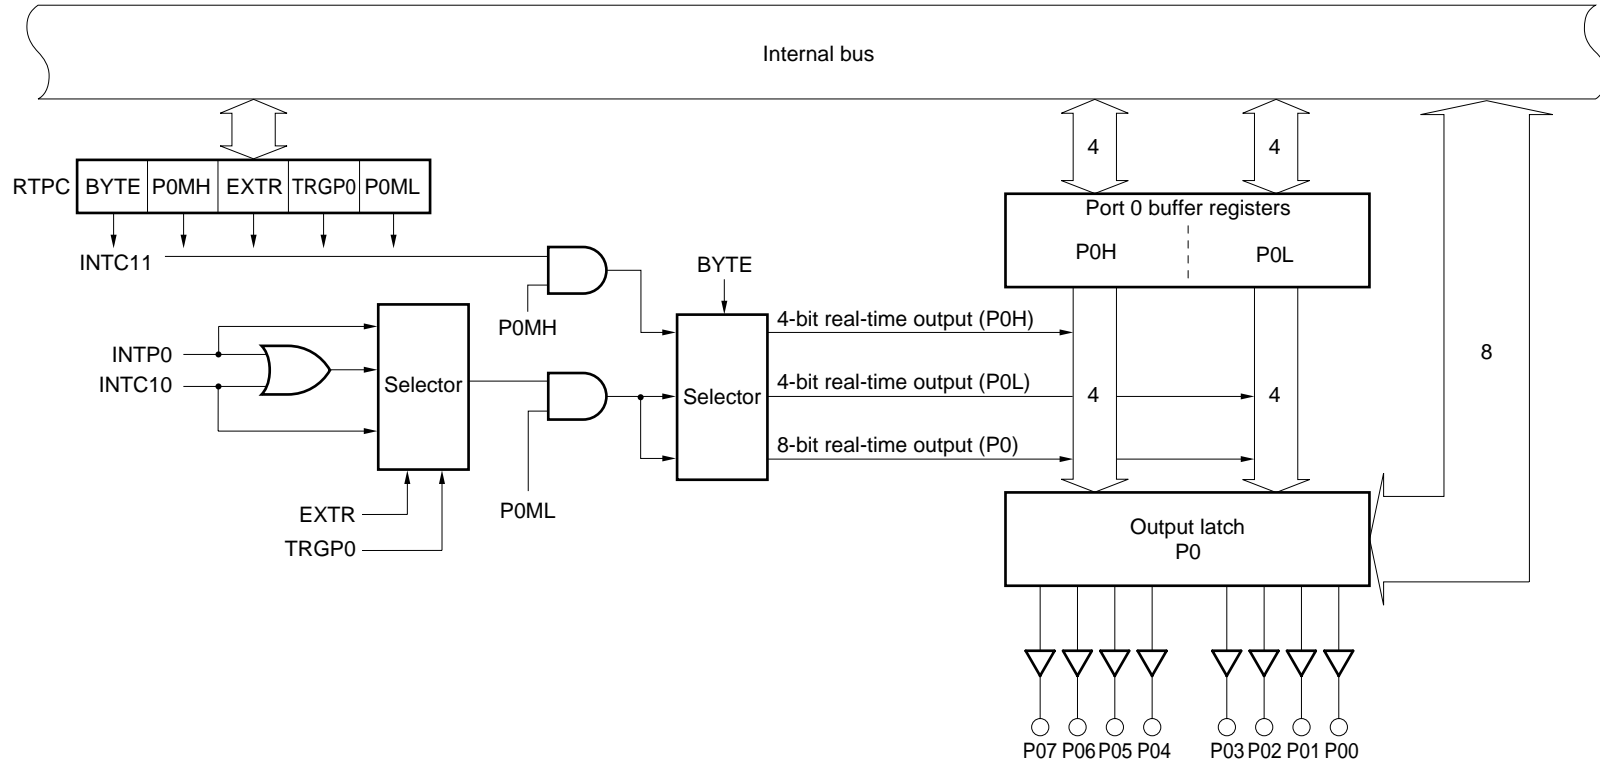 Internal bus
4
4
RTPC BYTE P0MH EXTR TRGP0 P0ML
Port 0 buffer registers
P0H
P0L
INTC11
BYTE
P0MH
4-bit real-time output (P0H)
INTP0
8
INTC10
Selector
Selector
4-bit real-time output (P0L)
4
4
8-bit real-time output (P0)
EXTR
P0ML
TRGP0
Output latch
P0
P07 P06 P05 P04 P03 P02 P01 P00